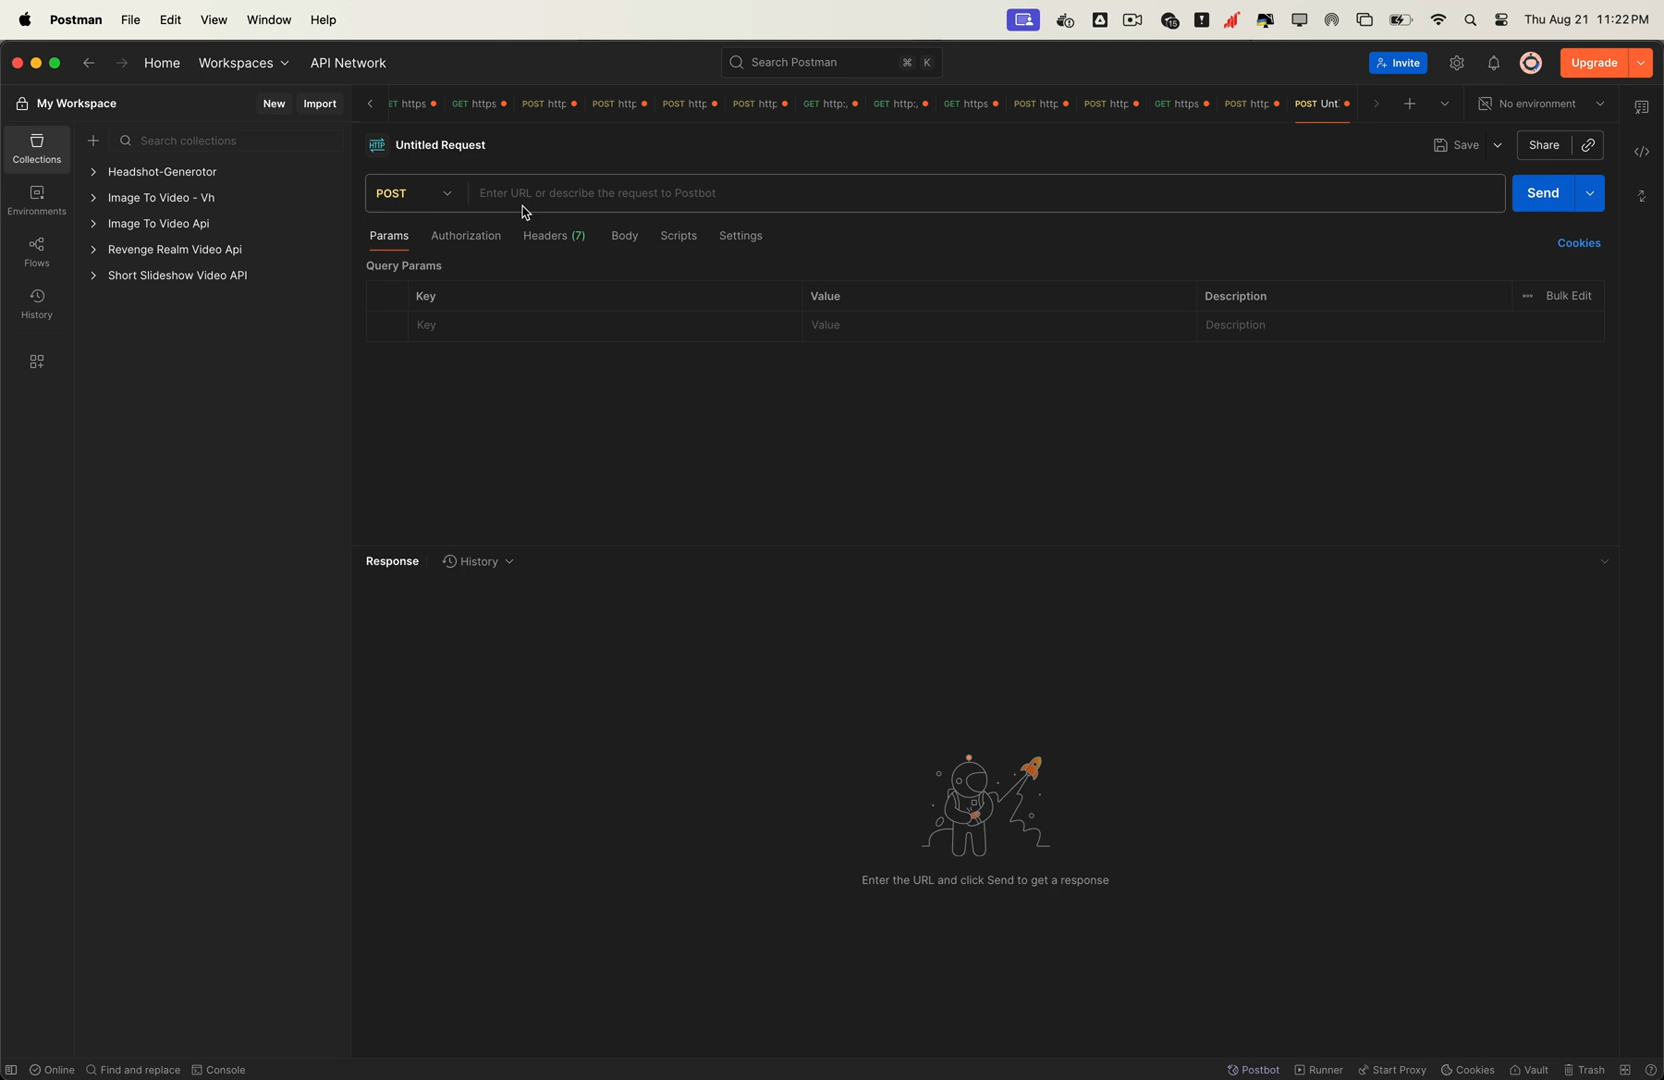 Postman File Edit View Window Help 15 Thu Aug 21 11:22 PM
Home Workspaces API Network Search Postman ⌘ K Invite Upgrade
My Workspace New Import ET https GET https POST http POST http POST http POST http GET http:, GET http:, GET https POST http POST http GET https POST http POST Unt No environment
Collections
Environments
Flows
History
Search collections
Headshot-Generotor
Image To Video - Vh
Image To Video Api
Revenge Realm Video Api
Short Slideshow Video API
HTTP Untitled Request Save Share
POST Enter URL or describe the request to Postbot Send
Params Authorization Headers (7) Body Scripts Settings Cookies
Query Params
Key Value Description Bulk Edit
Key Value Description
Response History
Enter the URL and click Send to get a response
Online Find and replace Console Postbot Runner Start Proxy Cookies Vault Trash